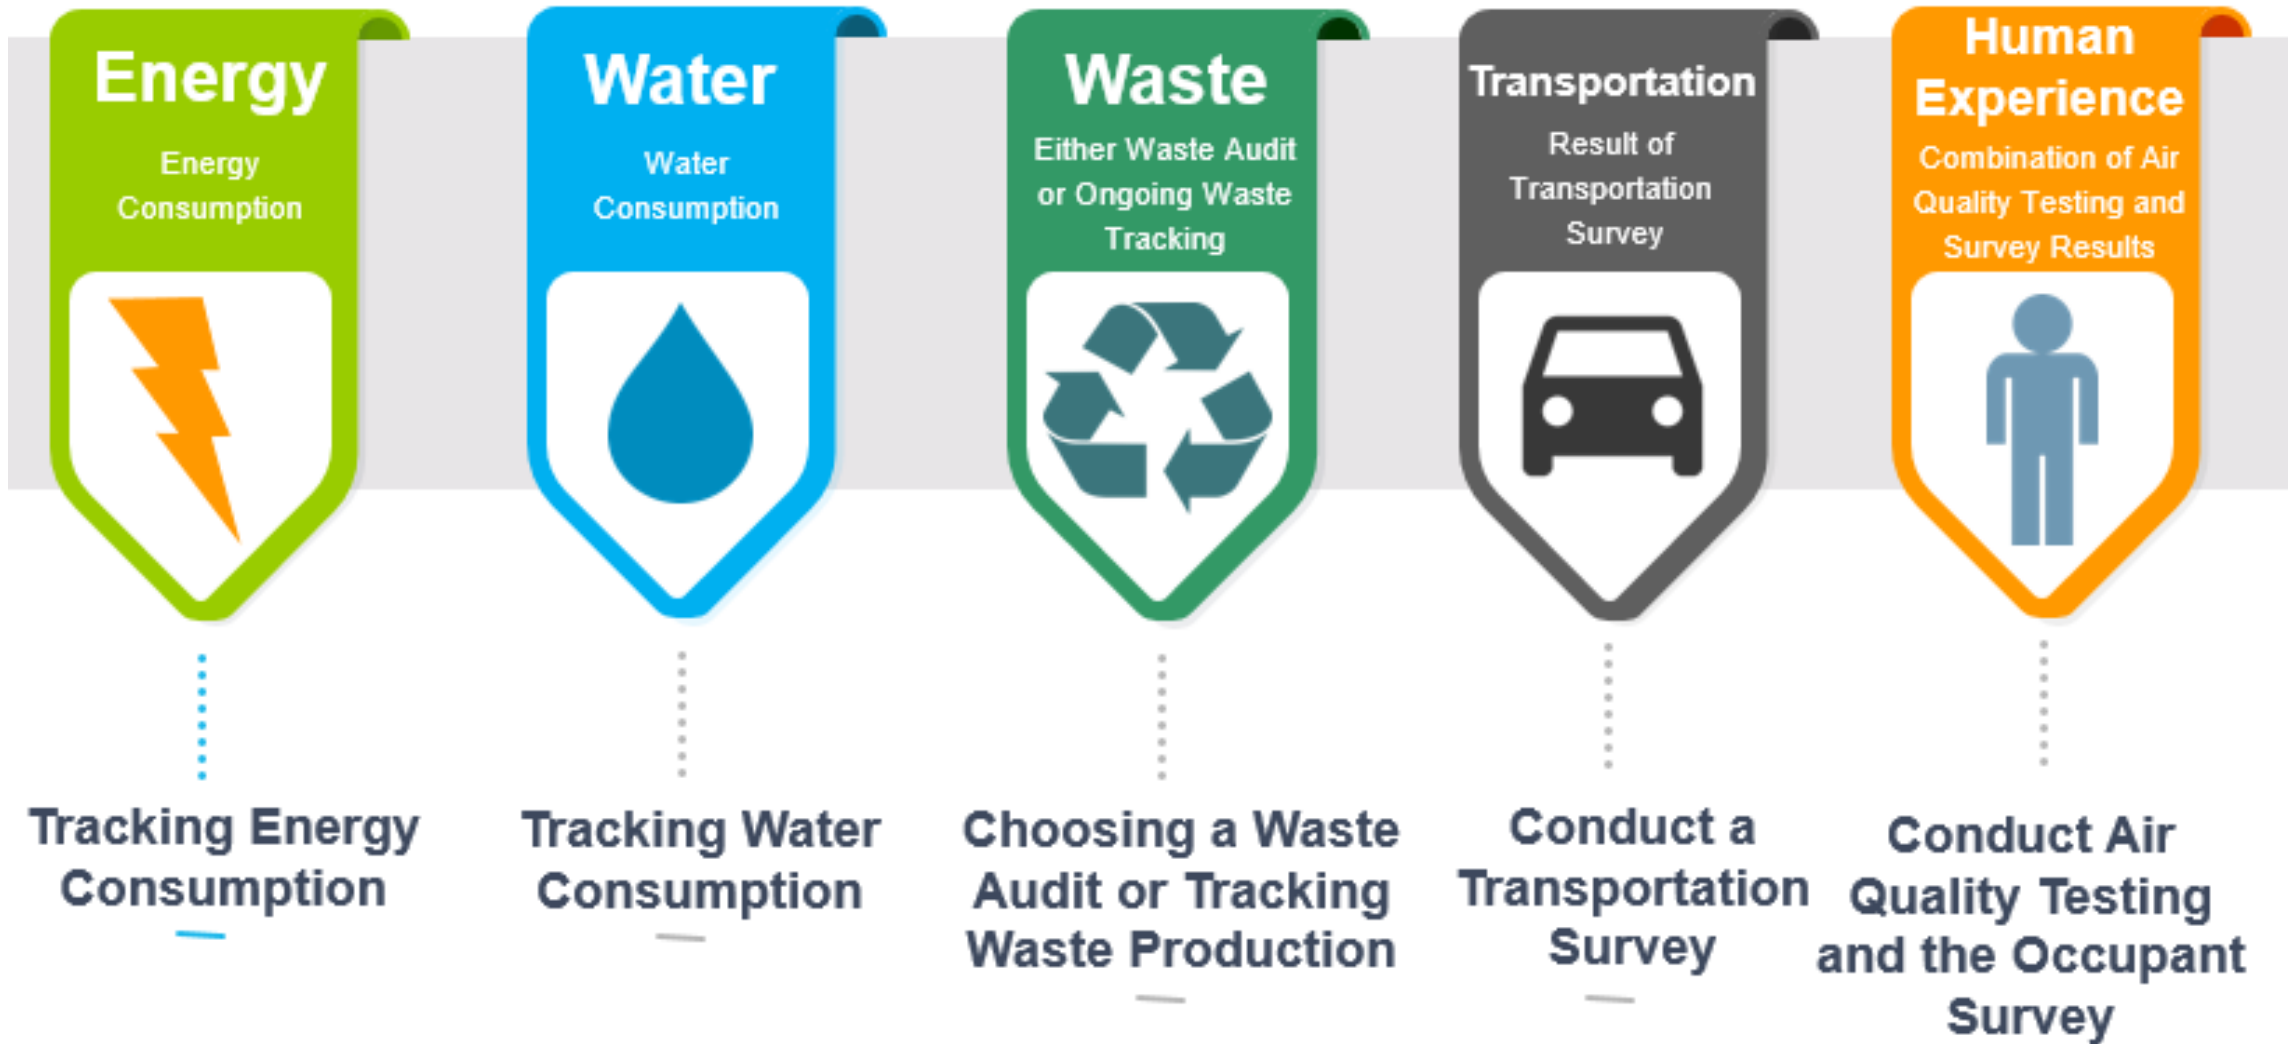 Energy
Energy
Consumption
Tracking Energy
Consumption
Water
Water
Consumption
Tracking Water
Consumption
Waste
Either Waste Audit
or Ongoing Waste
Tracking
Choosing a Waste
Audit or Tracking
Waste Production
Transportation
Result of
Transportation
Survey
Conduct a
Transportation
Survey
Human
Experience
Combination of Air
Quality Testing and
Survey Results
Conduct Air
Quality Testing
and the Occupant
Survey